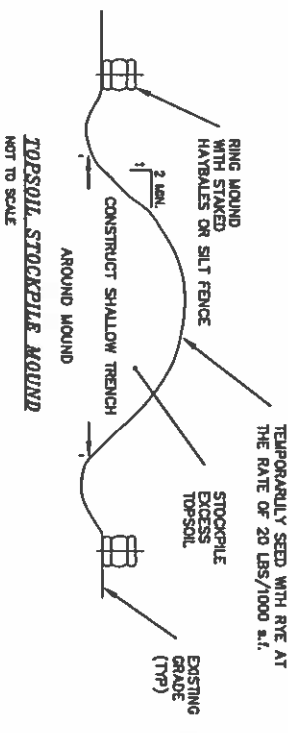 TEMPORARILY SEED WITH RYE AT
THE RATE OF 20 LBS/1000 s.f.
RING MOUND
WITH STAKED
HAYBALES OR SILT FENCE
2 MIN.
1
CONSTRUCT SHALLOW TRENCH
AROUND MOUND
STOCKPILE
EXCESS
TOPSOIL
EXISTING
GRADE
(TYP)
TOPSOIL STOCKPILE MOUND
NOT TO SCALE